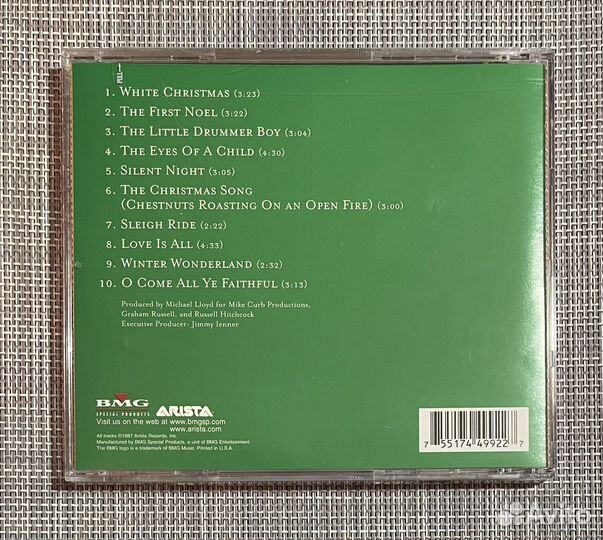 PULL→
1. WHITE CHRISTMAS (3:23)
2. THE FIRST NOEL (3:22)
3. THE LITTLE DRUMMER BOY (3:04)
4. THE EYES OF A CHILD (4:30)
5. SILENT NIGHT (3:05)
6. THE CHRISTMAS SONG
(CHESTNUTS ROASTING ON AN OPEN FIRE) (3:00)
7. SLEIGH RIDE (2:22)
8. LOVE IS ALL (4:33)
9. WINTER WONDERLAND (2:32)
10. O COME ALL YE FAITHFUL (3:13)
Produced by Michael Lloyd for Mike Curb Productions,
Graham Russell, and Russell Hitchcock
Executive Producer: Jimmy Ienner
BMG
SPECIAL PRODUCTS
ARISTA
Visit us on the web at www.bmgsp.com
www.arista.com
All tracks ©1987 Arista Records, Inc.
Manufactured by BMG Special Products, a unit of BMG Entertainment.
The BMG logo is a trademark of BMG Music. Printed in U.S.A.
7 55174 49922 7
Avito